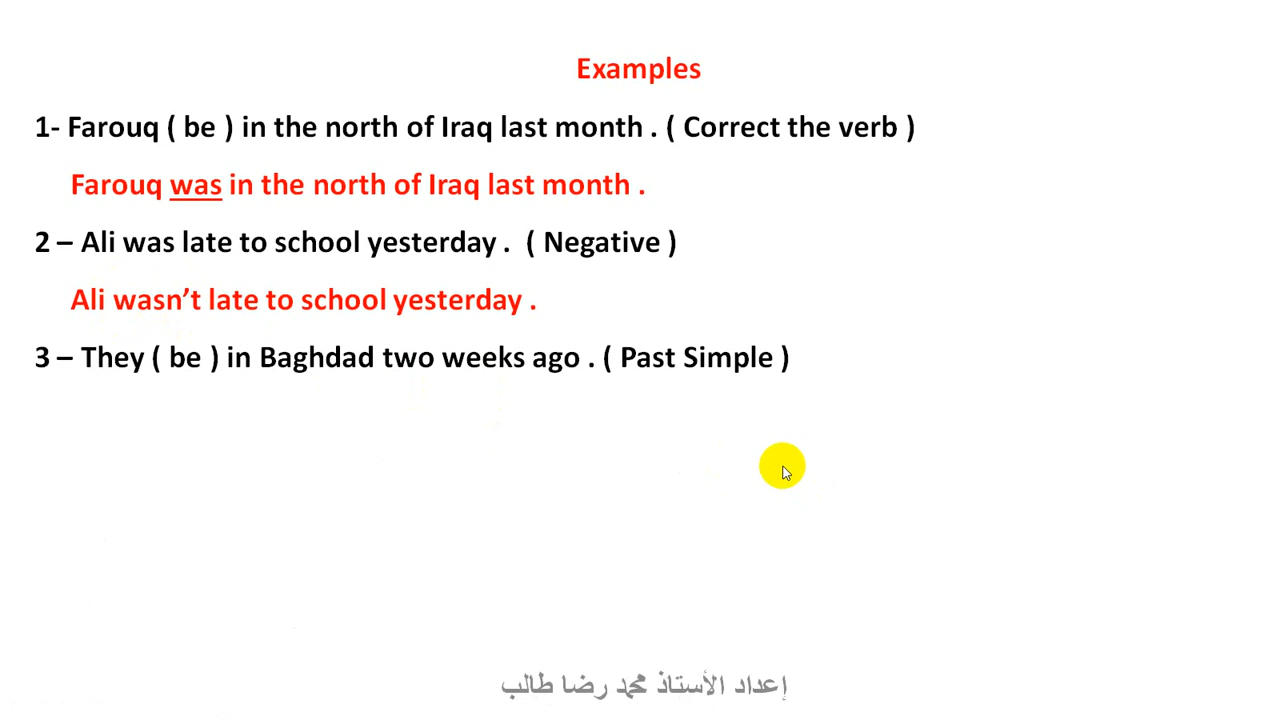 Examples
1- Farouq ( be ) in the north of Iraq last month . ( Correct the verb )
Farouq was in the north of Iraq last month .
2 – Ali was late to school yesterday .  ( Negative )
Ali wasn’t late to school yesterday .
3 – They ( be ) in Baghdad two weeks ago . ( Past Simple )
إعداد الأستاذ محمد رضا طالب